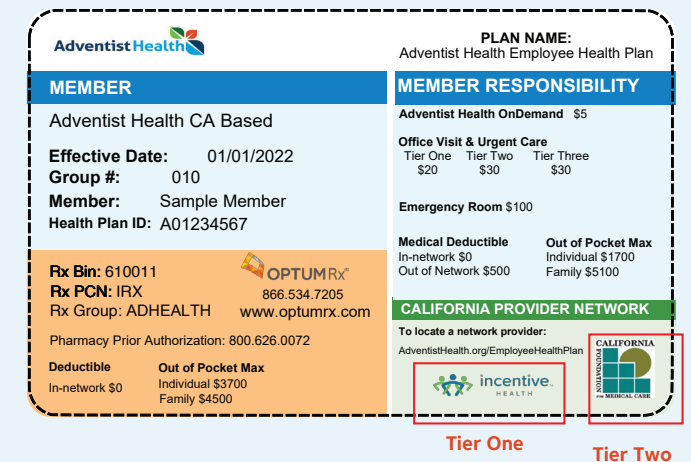 Adventist Health
PLAN NAME:
Adventist Health Employee Health Plan
MEMBER
Adventist Health CA Based
Effective Date: 01/01/2022
Group #: 010
Member: Sample Member
Health Plan ID: A01234567
Rx Bin: 610011
Rx PCN: IRX
Rx Group: ADHEALTH
OPTUMRx®
866.534.7205
www.optumrx.com
Pharmacy Prior Authorization: 800.626.0072
Deductible
In-network $0
Out of Pocket Max
Individual $3700
Family $4500
MEMBER RESPONSIBILITY
Adventist Health OnDemand $5
Office Visit & Urgent Care
Tier One Tier Two Tier Three
$20 $30 $30
Emergency Room $100
Medical Deductible
In-network $0
Out of Network $500
Out of Pocket Max
Individual $1700
Family $5100
CALIFORNIA PROVIDER NETWORK
To locate a network provider:
AdventistHealth.org/EmployeeHealthPlan
incentive
HEALTH
CALIFORNIA
FOUNDATION
FOR MEDICAL CARE
Tier One
Tier Two